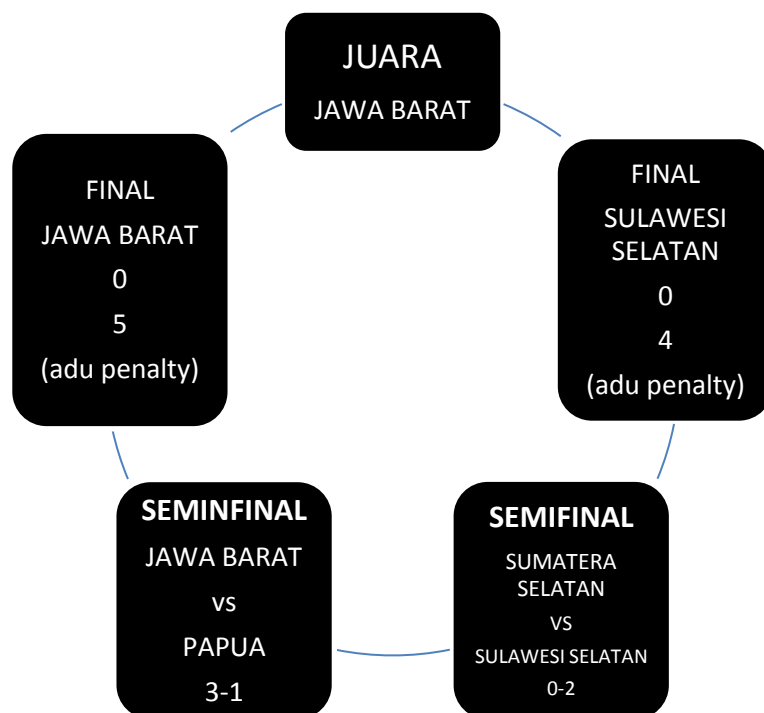 JUARA
JAWA BARAT
FINAL
JAWA BARAT
0
5
(adu penalty)
FINAL
SULAWESI
SELATAN
0
4
(adu penalty)
SEMINFINAL
JAWA BARAT
vs
PAPUA
3-1
SEMIFINAL
SUMATERA
SELATAN
VS
SULAWESI SELATAN
0-2